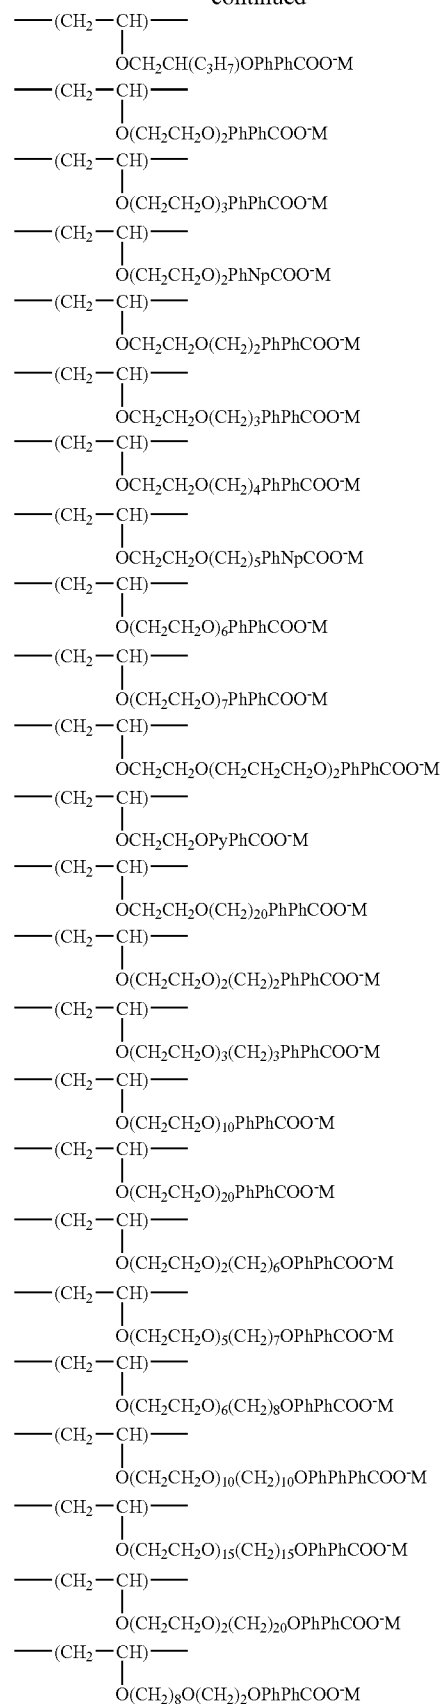 -continued
—(CH₂—CH)—
OCH₂CH(C₃H₇)OPhPhCOO⁻M
—(CH₂—CH)—
O(CH₂CH₂O)₂PhPhCOO⁻M
—(CH₂—CH)—
O(CH₂CH₂O)₃PhPhCOO⁻M
—(CH₂—CH)—
O(CH₂CH₂O)₂PhNpCOO⁻M
—(CH₂—CH)—
OCH₂CH₂O(CH₂)₂PhPhCOO⁻M
—(CH₂—CH)—
OCH₂CH₂O(CH₂)₃PhPhCOO⁻M
—(CH₂—CH)—
OCH₂CH₂O(CH₂)₄PhPhCOO⁻M
—(CH₂—CH)—
OCH₂CH₂O(CH₂)₅PhNpCOO⁻M
—(CH₂—CH)—
O(CH₂CH₂O)₆PhPhCOO⁻M
—(CH₂—CH)—
O(CH₂CH₂O)₇PhPhCOO⁻M
—(CH₂—CH)—
OCH₂CH₂O(CH₂CH₂CH₂O)₂PhPhCOO⁻M
—(CH₂—CH)—
OCH₂CH₂OPyPhCOO⁻M
—(CH₂—CH)—
OCH₂CH₂O(CH₂)₂₀PhPhCOO⁻M
—(CH₂—CH)—
O(CH₂CH₂O)₂(CH₂)₂PhPhCOO⁻M
—(CH₂—CH)—
O(CH₂CH₂O)₃(CH₂)₃PhPhCOO⁻M
—(CH₂—CH)—
O(CH₂CH₂O)₁₀PhPhCOO⁻M
—(CH₂—CH)—
O(CH₂CH₂O)₂₀PhPhCOO⁻M
—(CH₂—CH)—
O(CH₂CH₂O)₂(CH₂)₆OPhPhCOO⁻M
—(CH₂—CH)—
O(CH₂CH₂O)₅(CH₂)₇OPhPhCOO⁻M
—(CH₂—CH)—
O(CH₂CH₂O)₆(CH₂)₈OPhPhCOO⁻M
—(CH₂—CH)—
O(CH₂CH₂O)₁₀(CH₂)₁₀OPhPhPhCOO⁻M
—(CH₂—CH)—
O(CH₂CH₂O)₁₅(CH₂)₁₅OPhPhCOO⁻M
—(CH₂—CH)—
O(CH₂CH₂O)₂(CH₂)₂₀OPhPhCOO⁻M
—(CH₂—CH)—
O(CH₂)₈O(CH₂)₂OPhPhCOO⁻M